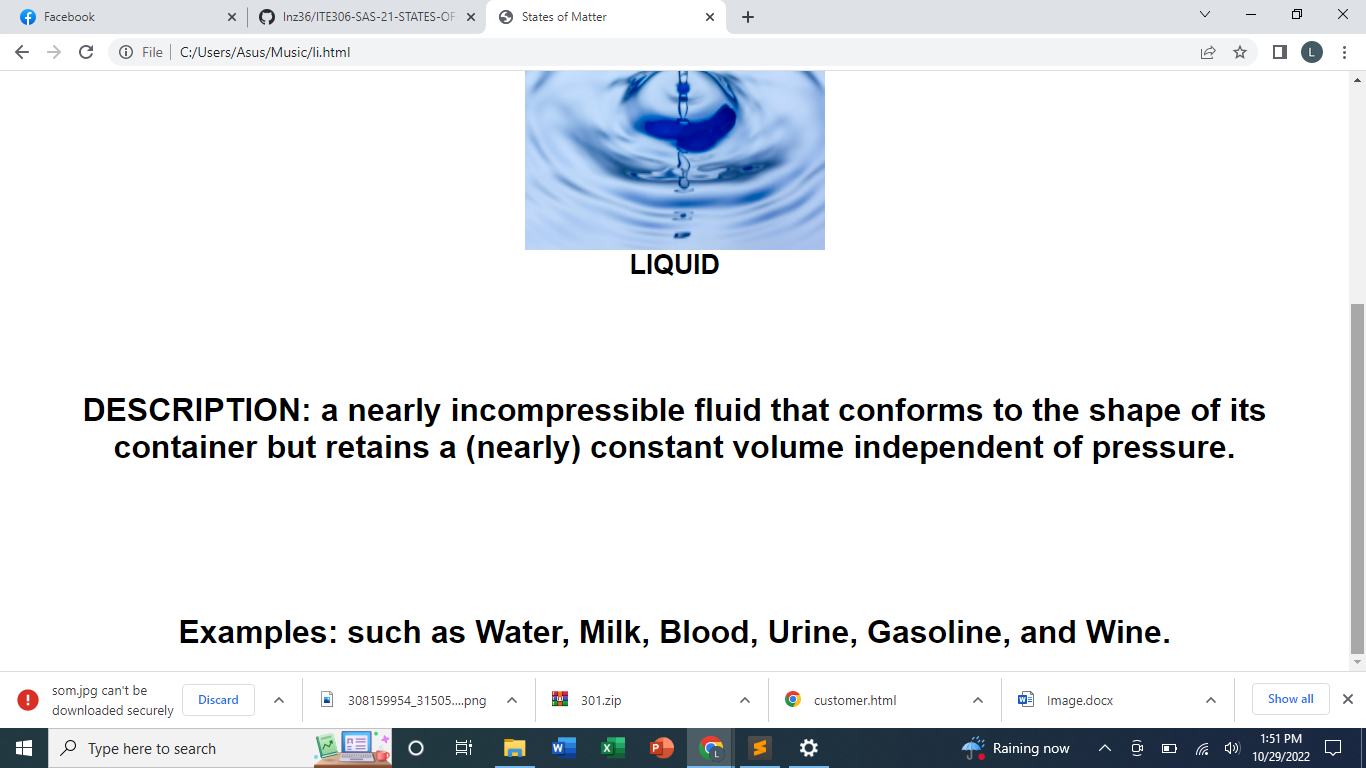 Facebook
Inz36/ITE306-SAS-21-STATES-OF
States of Matter
File
C:/Users/Asus/Music/li.html
L
LIQUID
DESCRIPTION: a nearly incompressible fluid that conforms to the shape of its
container but retains a (nearly) constant volume independent of pressure.
Examples: such as Water, Milk, Blood, Urine, Gasoline, and Wine.
som.jpg can't be
downloaded securely
Discard
308159954_31505....png
301.zip
customer.html
Image.docx
Show all
Type here to search
Raining now
1:51 PM
10/29/2022